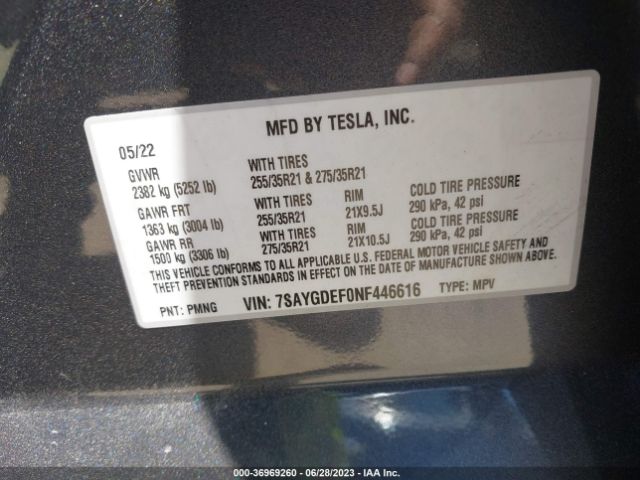 MFD BY TESLA, INC.
05/22
GVWR WITH TIRES
2382 kg (5252 lb) 255/35R21 & 275/35R21
GAWR FRT WITH TIRES RIM COLD TIRE PRESSURE
1363 kg (3004 lb) 255/35R21 21X9.5J 290 kPa, 42 psi
GAWR RR WITH TIRES RIM COLD TIRE PRESSURE
1500 kg (3306 lb) 275/35R21 21X10.5J 290 kPa, 42 psi
THIS VEHICLE CONFORMS TO ALL APPLICABLE U.S. FEDERAL MOTOR VEHICLE SAFETY AND
THEFT PREVENTION STANDARDS IN EFFECT ON THE DATE OF MANUFACTURE SHOWN ABOVE.
PNT: PMNG VIN: 7SAYGDEF0NF446616 TYPE: MPV
000-36969260 - 06/28/2023 - IAA Inc.